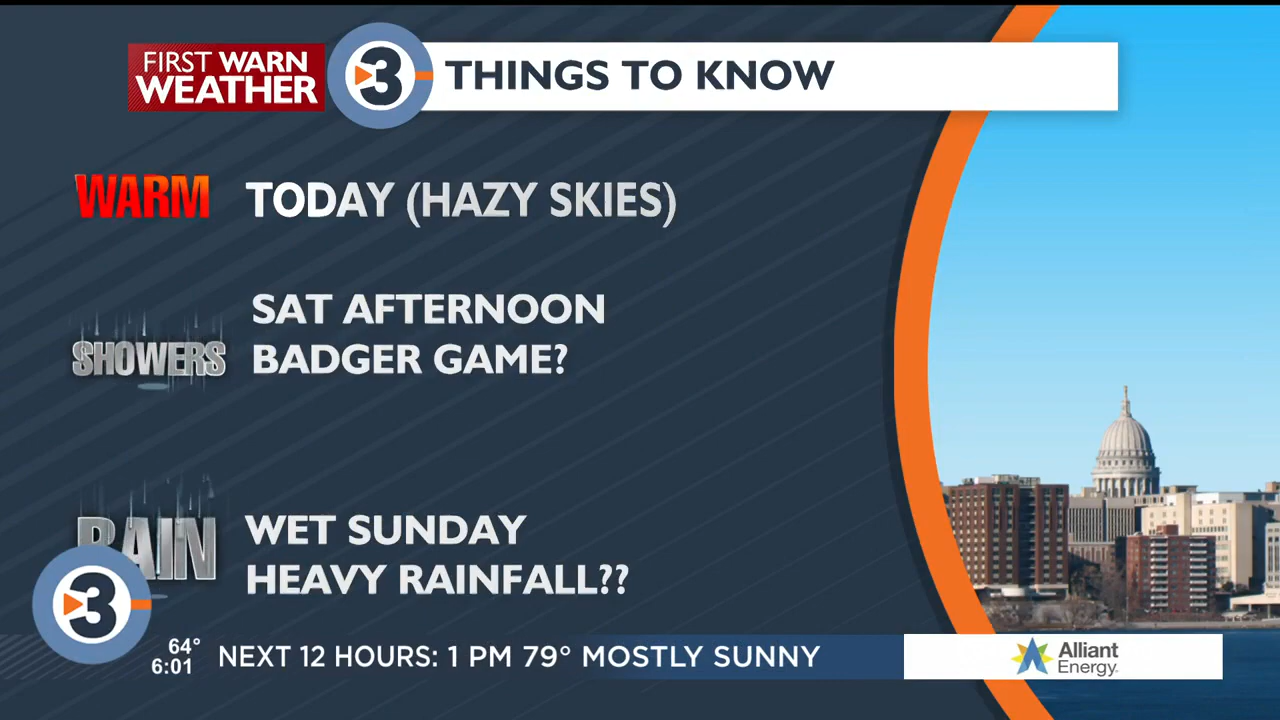 FIRST WARN
WEATHER
3 THINGS TO KNOW
WARM TODAY (HAZY SKIES)
SAT AFTERNOON
SHOWERS BADGER GAME?
RAIN WET SUNDAY
HEAVY RAINFALL??
3
64°
6:01
NEXT 12 HOURS: 1 PM 79° MOSTLY SUNNY
Alliant
Energy.